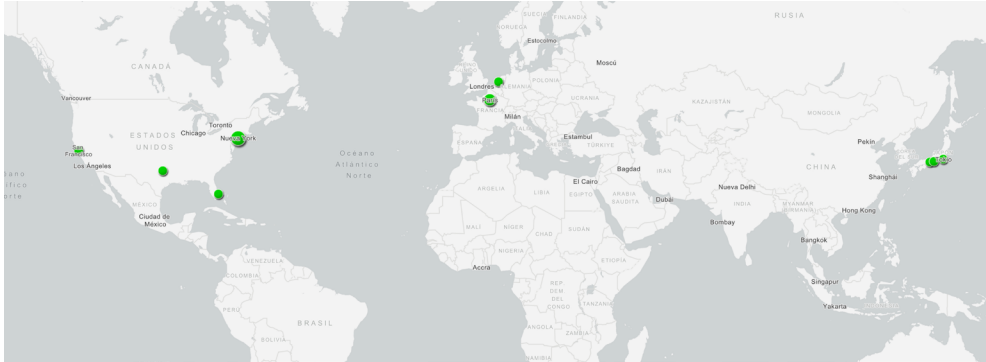 RUSIA
SUECIA
FINLANDIA
NORUEGA
Estocolmo
Moscú
CANADÁ
Londres
ALEMANIA
POLONIA
Vancouver
París
UCRANIA
KAZAJISTÁN
FRANCIA
MONGOLIA
Milán
Toronto
Chicago
Nueva York
ESTADOS
UNIDOS
Océano
Atlántico
Norte
ESPAÑA
Estambul
TÜRKIYE
Pekín
Tokio
San
Francisco
Los Ángeles
Bagdad
IRÁN
CHINA
Shanghai
ARGELIA
LIBIA
El Cairo
EGIPTO
ARABIA
SAUDITA
Dubái
Nueva Delhi
INDIA
MYANMAR
(BIRMANIA)
Hong Kong
MÉXICO
Ciudad de
México
MALÍ
NÍGER
CHAD
SUDÁN
Bombay
Bangkok
NIGERIA
ETIOPÍA
VENEZUELA
COLOMBIA
Accra
Singapur
REP.
DEM.
DEL
CONGO
TANZANIA
Yakarta
PERÚ
BRASIL
ANGOLA
ZAMBIA
BOLIVIA
NAMIBIA